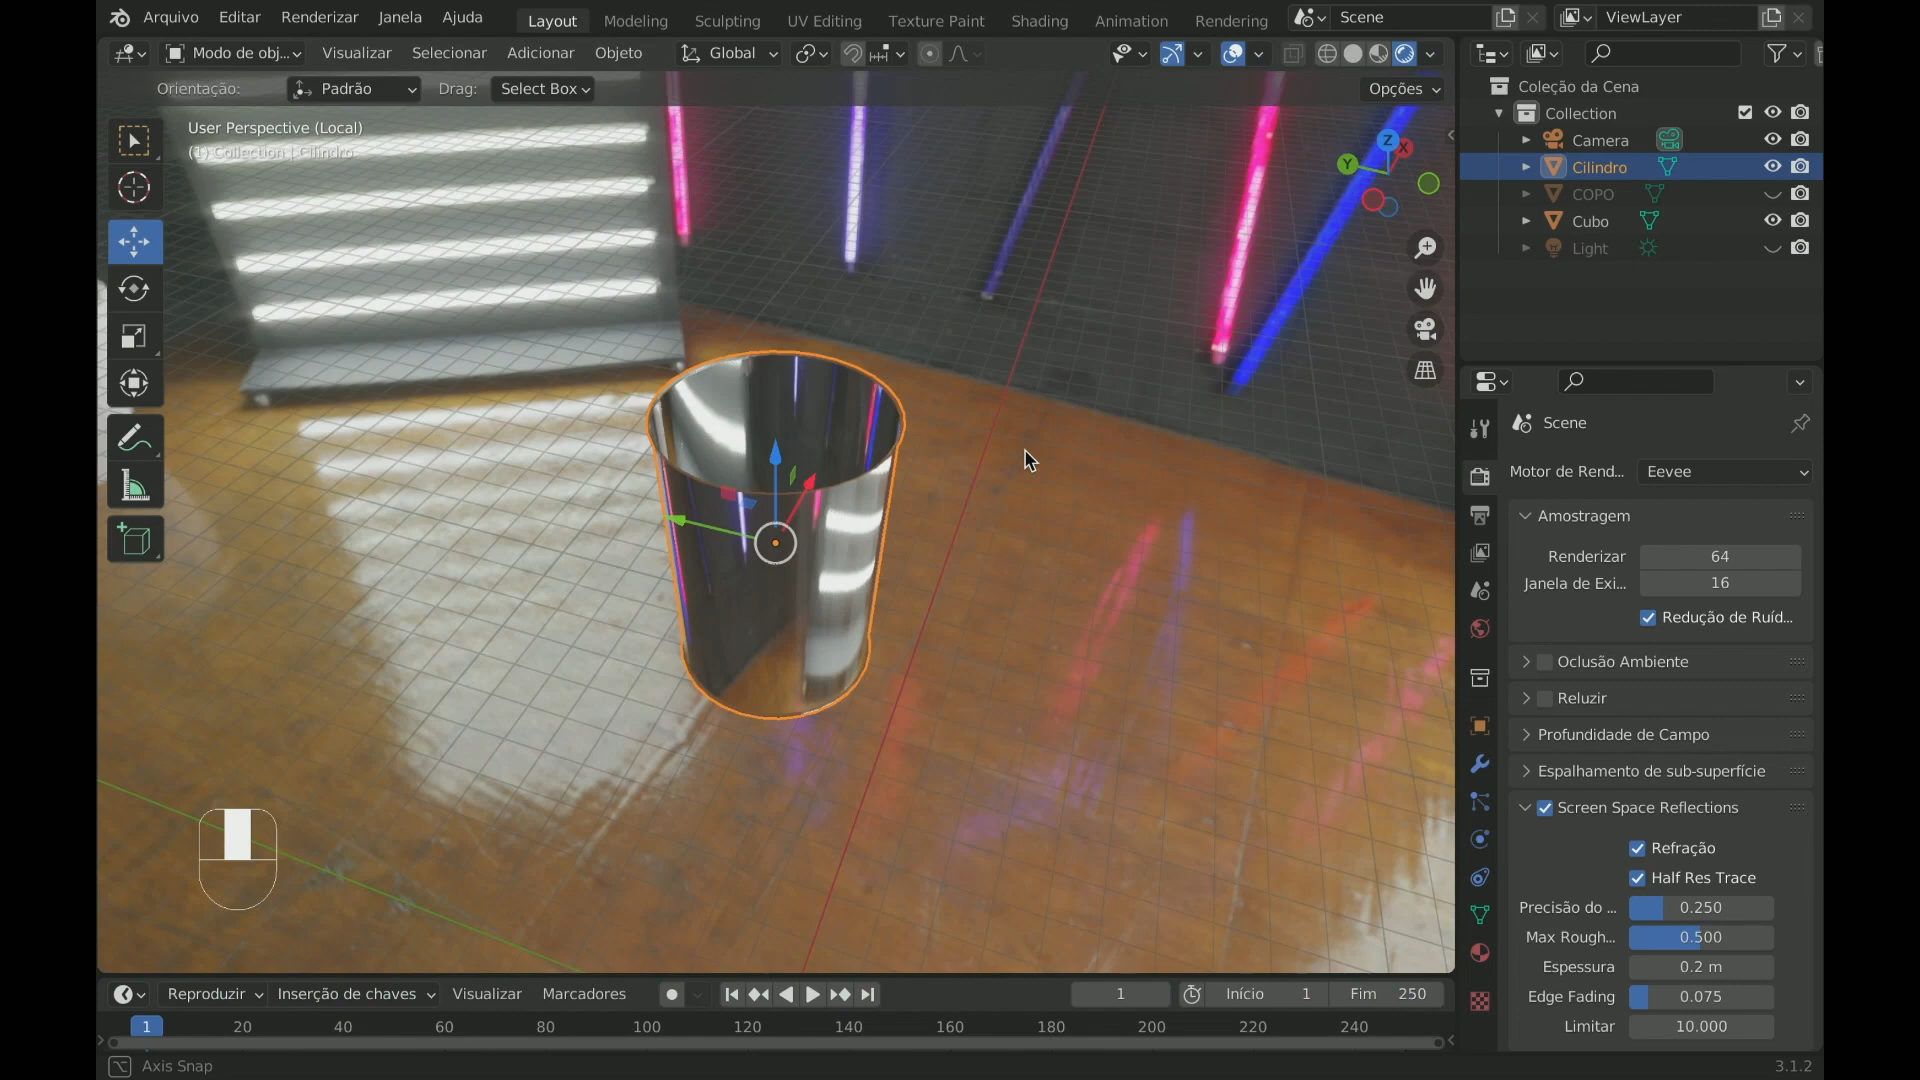 Arquivo Editar Renderizar Janela Ajuda Layout Modeling Sculpting UV Editing Texture Paint Shading Animation Rendering Scene ViewLayer
Modo de obj... Visualizar Selecionar Adicionar Objeto Global
Orientação: Padrão Drag: Select Box Opções
User Perspective (Local)
(1) Collection | Cilindro
Z
X
Y
Coleção da Cena
Collection
Camera
Cilindro
COPO
Cubo
Light
Scene
Motor de Rend... Eevee
Amostragem
Renderizar 64
Janela de Exi... 16
Redução de Ruíd...
Oclusão Ambiente
Reluzir
Profundidade de Campo
Espalhamento de sub-superfície
Screen Space Reflections
Refração
Half Res Trace
Precisão do ... 0.250
Max Rough... 0.500
Espessura 0.2 m
Edge Fading 0.075
Limitar 10.000
Reproduzir Inserção de chaves Visualizar Marcadores 1 Início 1 Fim 250
1 20 40 60 80 100 120 140 160 180 200 220 240
Axis Snap 3.1.2